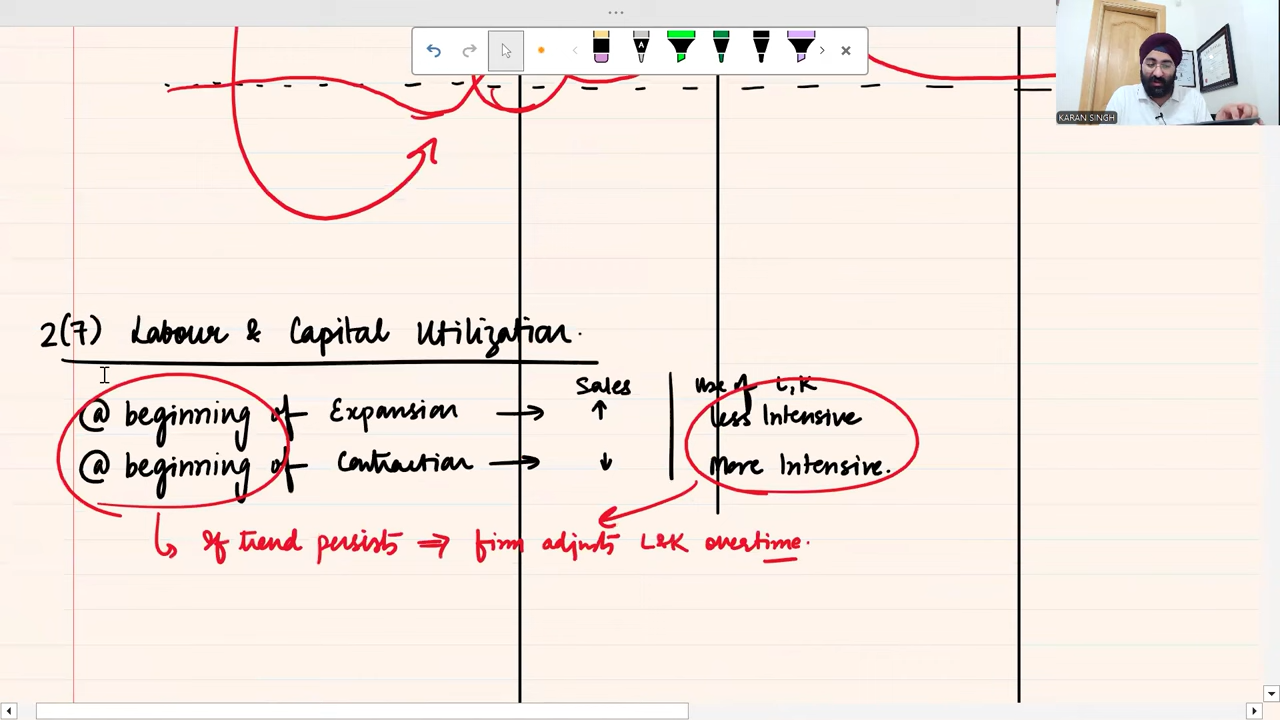 KARAN SINGH
2(7) Labour & Capital Utilization.
Sales Use of L, K
@ beginning of Expansion → ↑ Less Intensive
@ beginning of Contraction → ↓ More Intensive.
↳ If trend persists ⇒ firm adjusts L&K overtime.